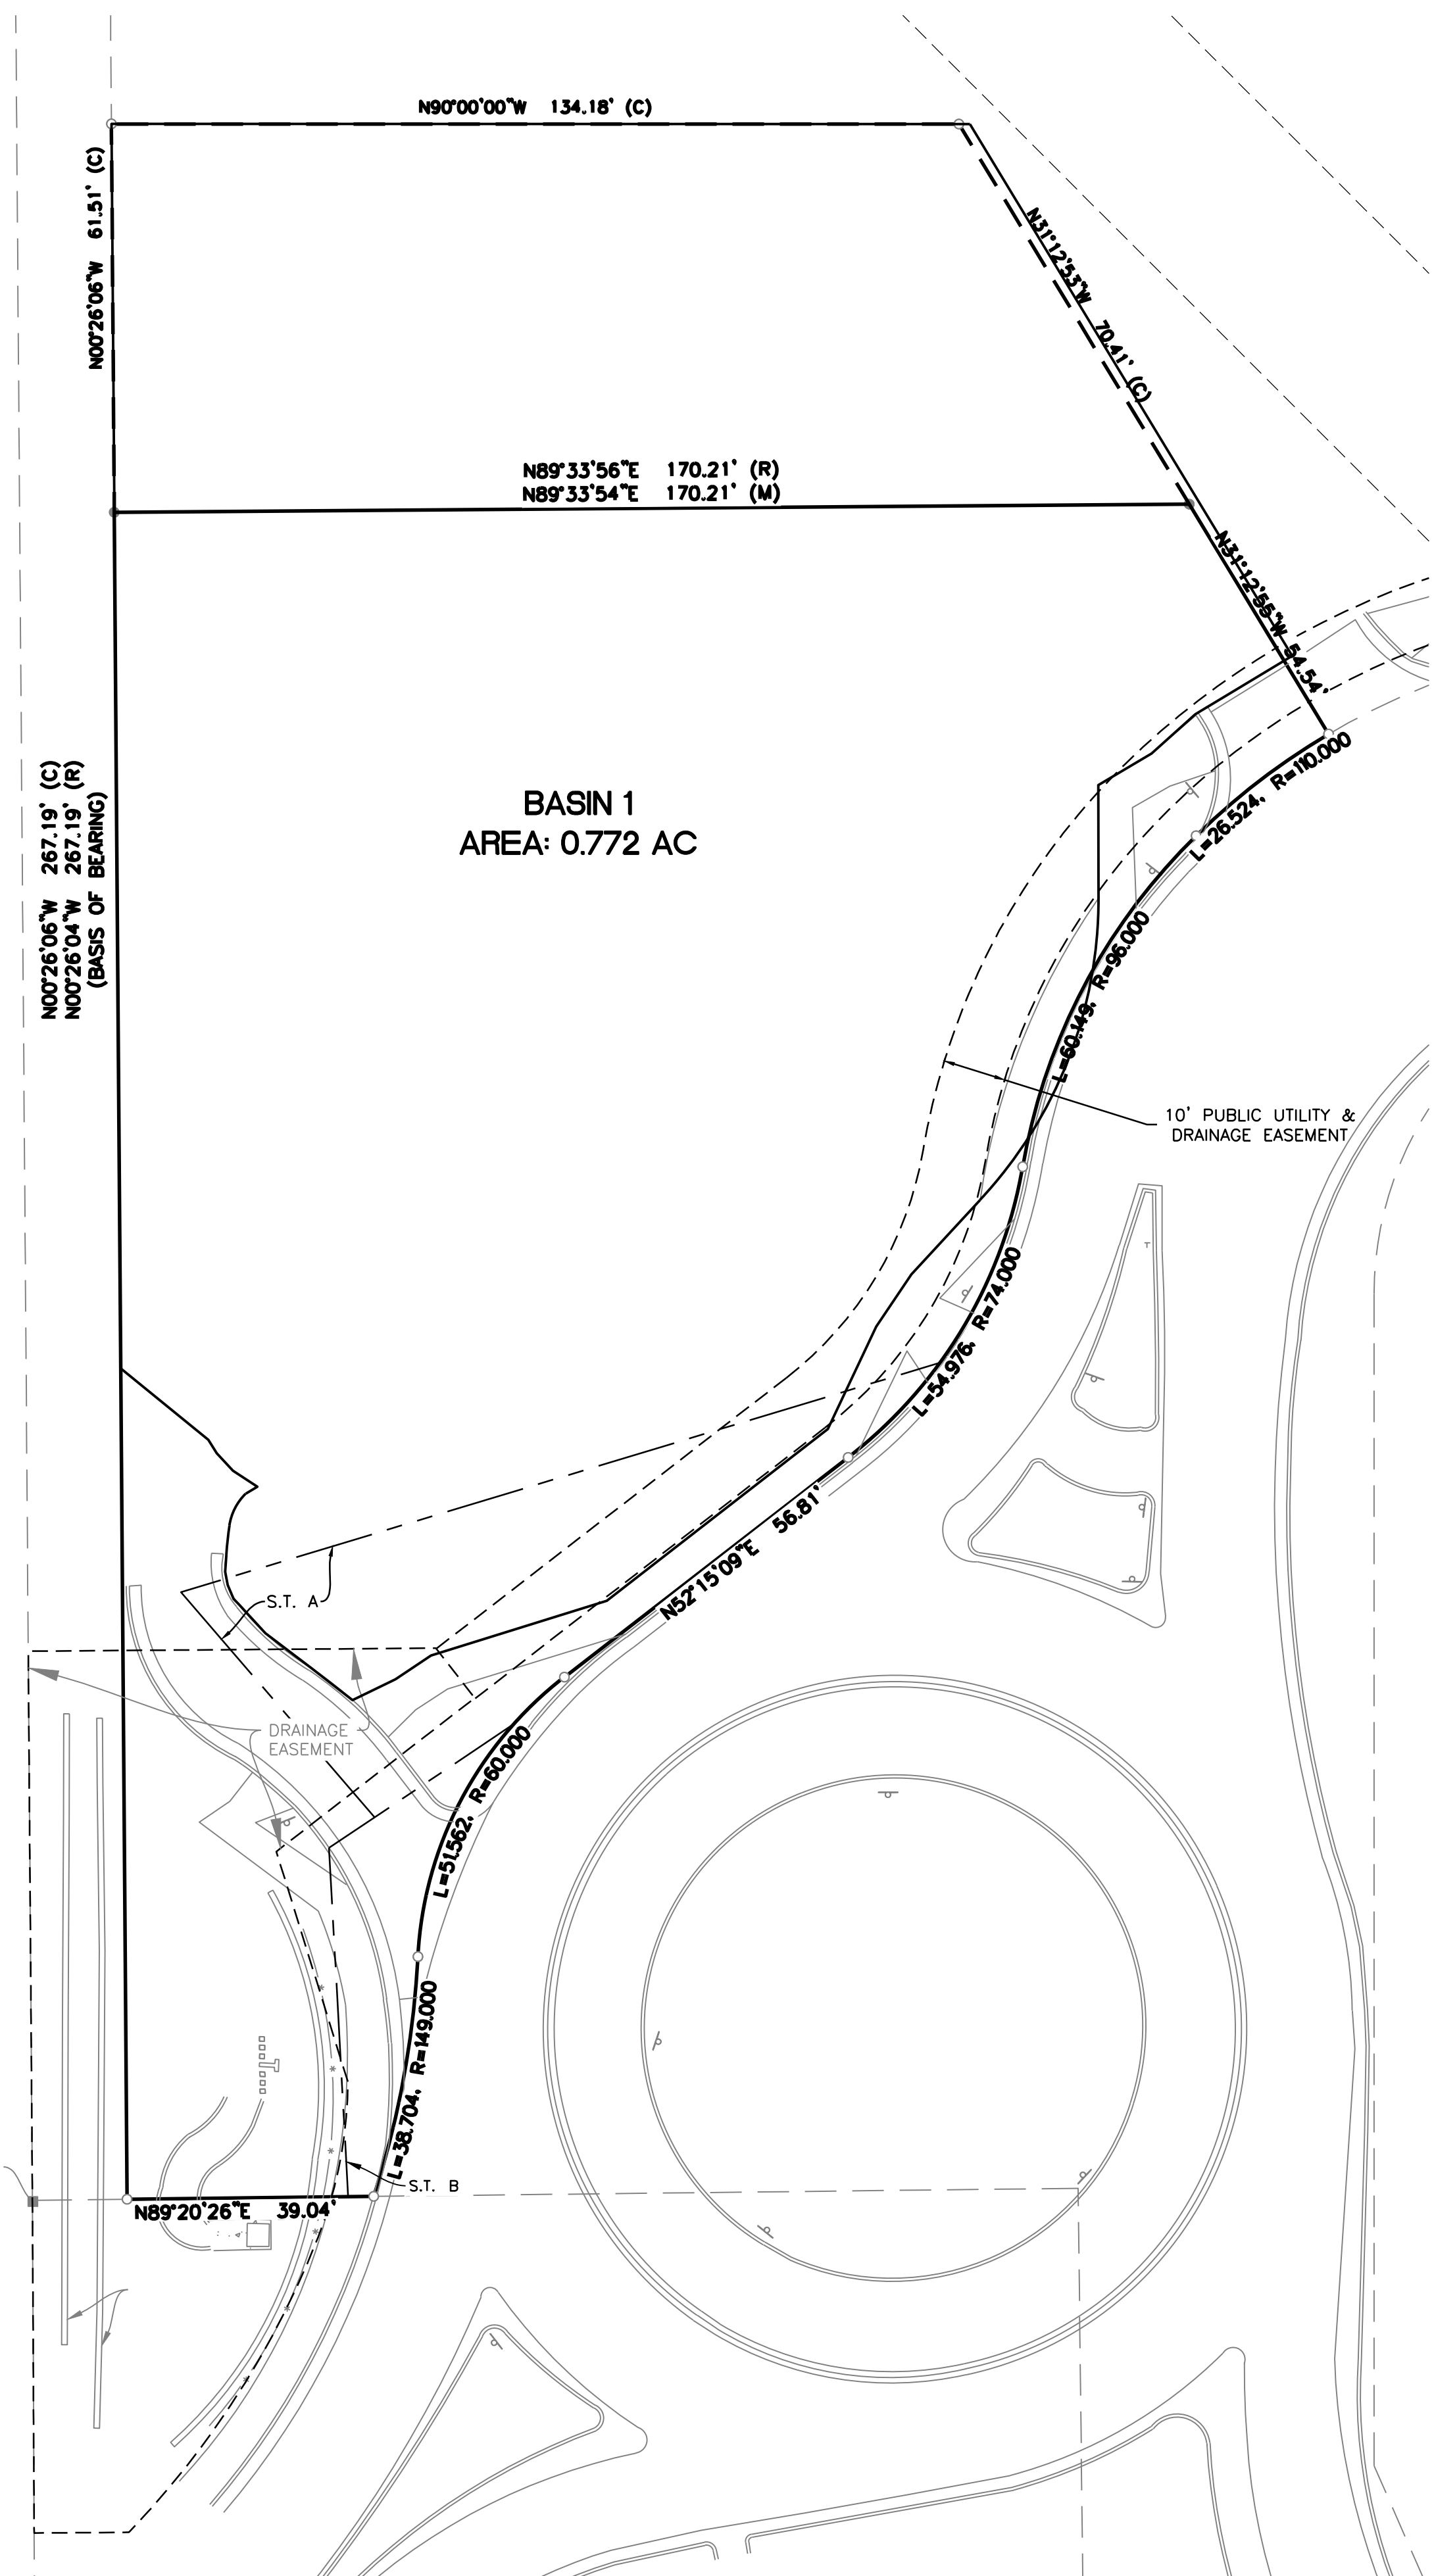 N90°00'00"W 134.18' (C)
N00°26'06"W 61.51' (C)
N31°12'53"W 70.41' (C)
N89°33'56"E 170.21' (R)
N89°33'54"E 170.21' (M)
N31°12'55"W 54.54'
L=26.524, R=110.000
BASIN 1
AREA: 0.772 AC
N00°26'06"W 267.19' (C)
N00°26'04"W 267.19' (R)
(BASIS OF BEARING)
L=60.149, R=96.000
10' PUBLIC UTILITY &
DRAINAGE EASEMENT
L=54.976, R=74.000
N52°15'09"E 56.81'
S.T. A
DRAINAGE
EASEMENT
L=51.562, R=60.000
L=38.704, R=149.000
S.T. B
N89°20'26"E 39.04'